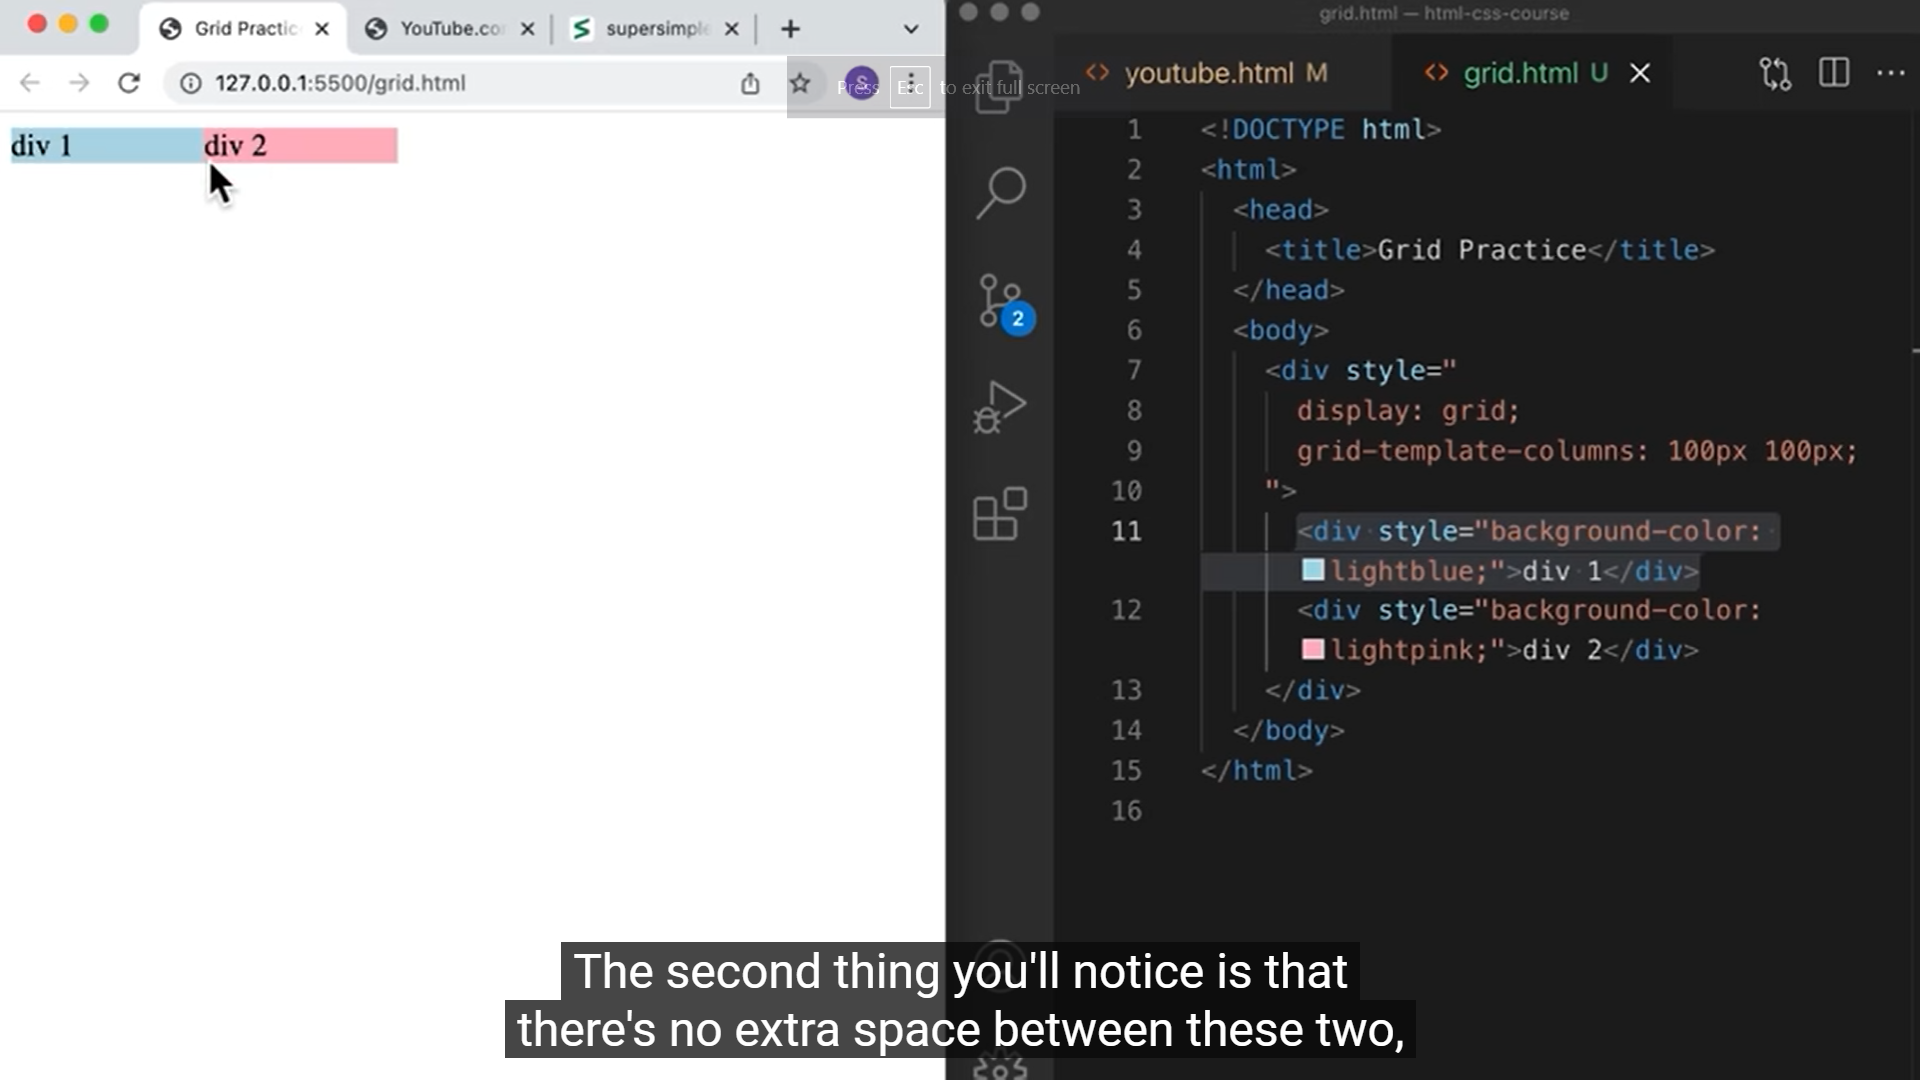 Grid Practic
YouTube.co
supersimple
127.0.0.1:5500/grid.html
S
Press Esc to exit full screen
div 1
div 2
grid.html — html-css-course
youtube.html M
grid.html U
2
1 <!DOCTYPE html>
2 <html>
3 <head>
4 <title>Grid Practice</title>
5 </head>
6 <body>
7 <div style="
8 display: grid;
9 grid-template-columns: 100px 100px;
10 ">
11 <div style="background-color:
lightblue;">div 1</div>
12 <div style="background-color:
lightpink;">div 2</div>
13 </div>
14 </body>
15 </html>
16
The second thing you'll notice is that
there's no extra space between these two,